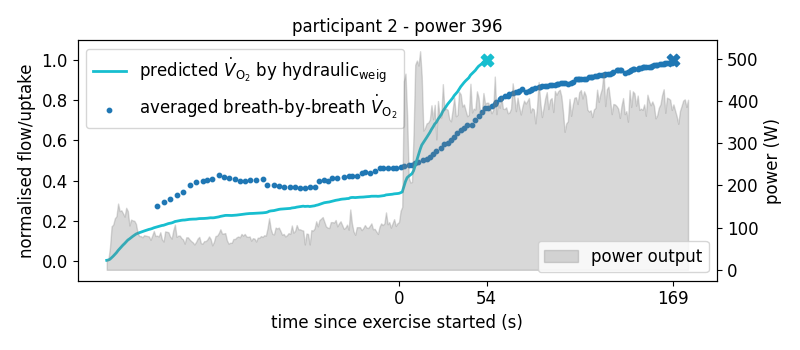 participant 2 - power 396
predicted V̇O₂ by hydraulicweig
averaged breath-by-breath V̇O₂
power output
normalised flow/uptake
1.0
0.8
0.6
0.4
0.2
0.0
500
400
300
200
100
0
power (W)
0 54 169
time since exercise started (s)